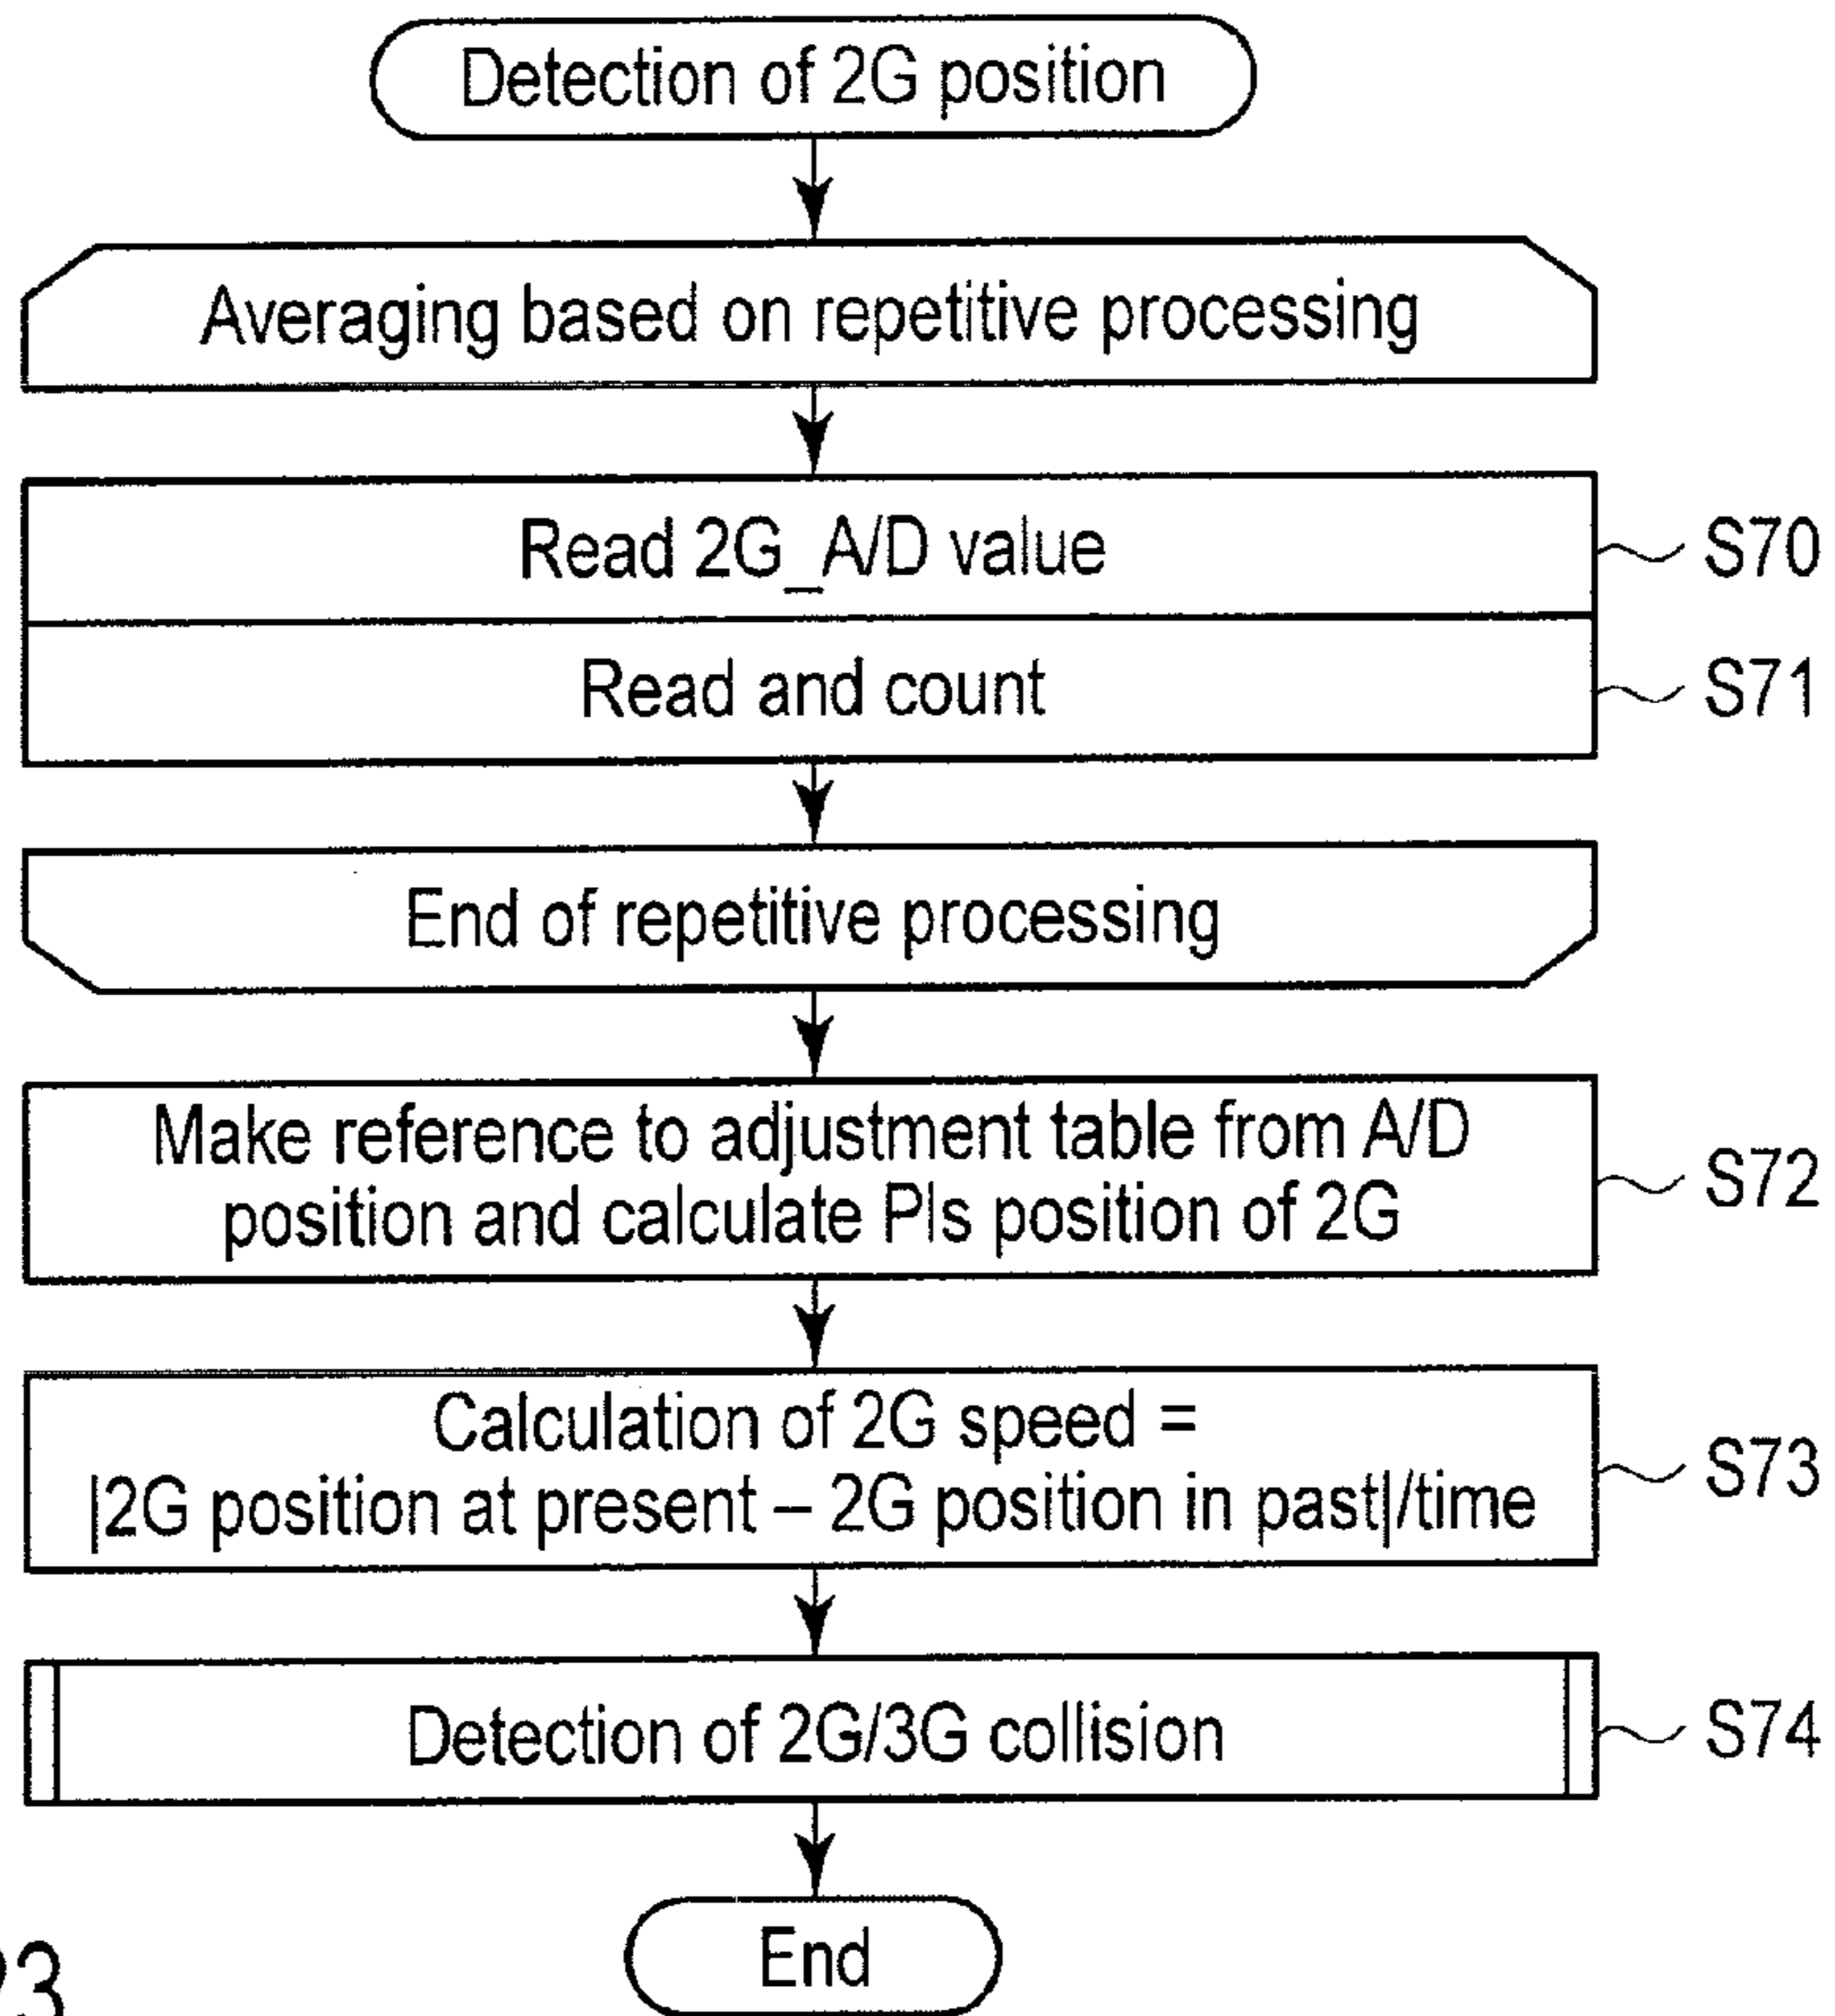 Detection of 2G position
Averaging based on repetitive processing
Read 2G_A/D value
S70
Read and count
S71
End of repetitive processing
Make reference to adjustment table from A/D
position and calculate Pls position of 2G
S72
Calculation of 2G speed =
|2G position at present – 2G position in past|/time
S73
Detection of 2G/3G collision
S74
End